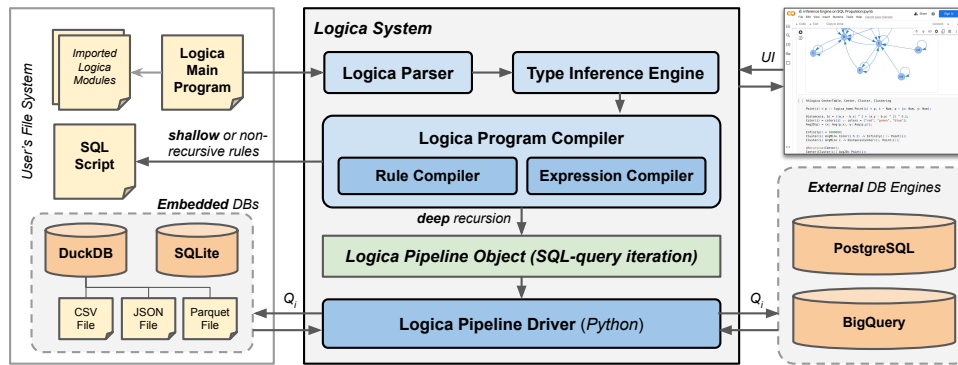 User's File System
Imported
Logica
Modules
Logica
Main
Program
SQL
Script
shallow or non-
recursive rules
Embedded DBs
DuckDB
SQLite
CSV
File
JSON
File
Parquet
File
Qi
Logica System
Logica Parser
Type Inference Engine
Logica Program Compiler
Rule Compiler
Expression Compiler
deep recursion
Logica Pipeline Object (SQL-query iteration)
Logica Pipeline Driver (Python)
UI
External DB Engines
PostgreSQL
Qi
BigQuery